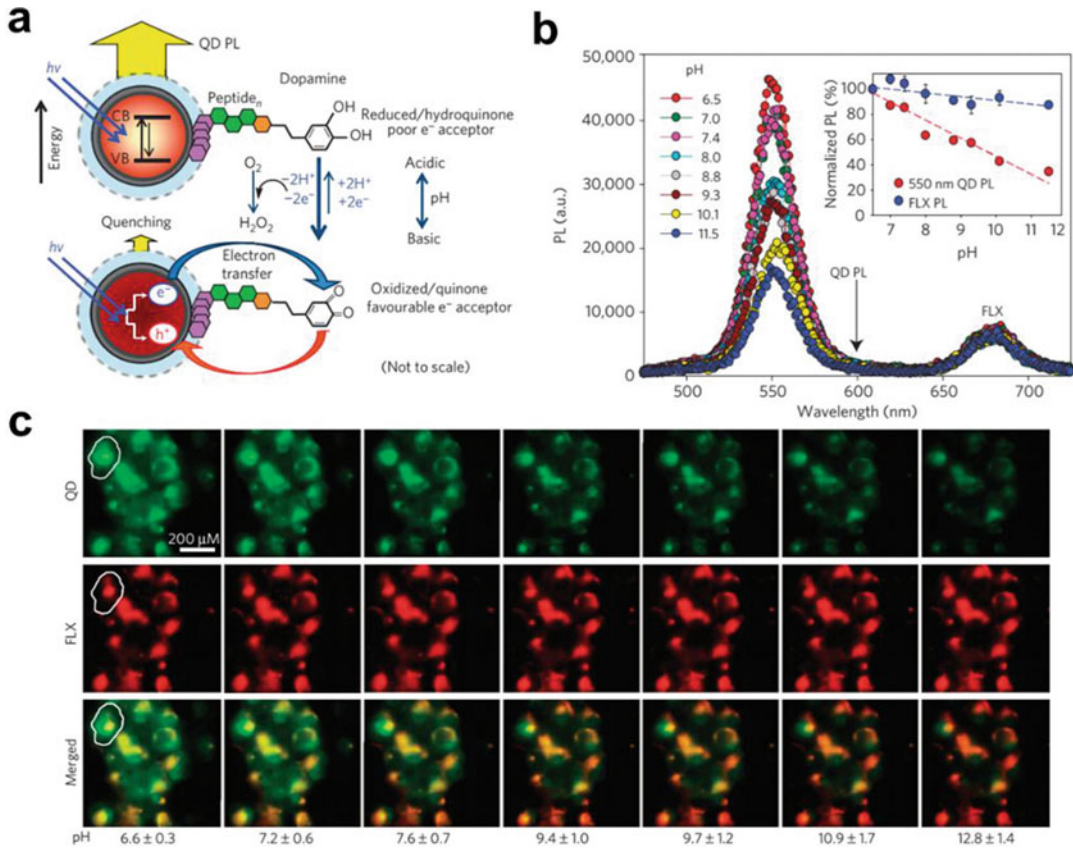 a
QD PL
hν
Energy
CB
VB
Peptideₙ
Dopamine
OH
OH
Reduced/hydroquinone
poor e⁻ acceptor
O₂
H₂O₂
−2H⁺
−2e⁻
+2H⁺
+2e⁻
Acidic
pH
Basic
Quenching
hν
e⁻
h⁺
Electron
transfer
O
O
Oxidized/quinone
favourable e⁻ acceptor
(Not to scale)
b
PL (a.u.)
50,000
40,000
30,000
20,000
10,000
0
pH
6.5
7.0
7.4
8.0
8.8
9.3
10.1
11.5
QD PL
FLX
500
550
600
650
700
Wavelength (nm)
Normalized PL (%)
100
80
60
40
20
0
550 nm QD PL
FLX PL
7 8 9 10 11 12
pH
c
QD
200 µM
FLX
Merged
pH 6.6 ± 0.3 7.2 ± 0.6 7.6 ± 0.7 9.4 ± 1.0 9.7 ± 1.2 10.9 ± 1.7 12.8 ± 1.4